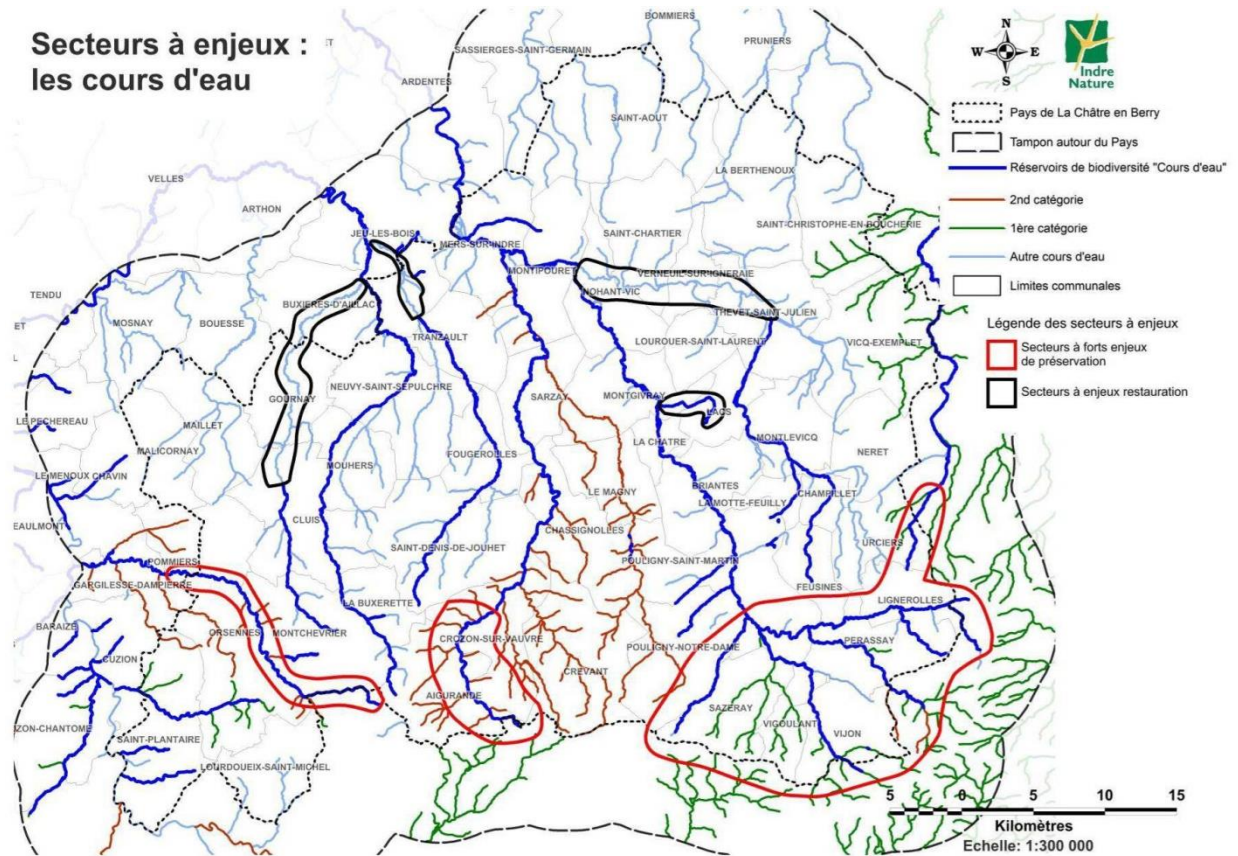 Secteurs à enjeux :
les cours d'eau
BOMMIERS
PRUNIERS
SASSIERGES-SAINT-GERMAIN
ARDENTES
SAINT-AOUT
VELLES
LA BERTHENOUX
ARTHON
SAINT-CHRISTOPHE-EN-BOUCHERIE
JEU-LES-BOIS
MERS-SUR-INDRE
SAINT-CHARTIER
MONTIPOURET
VERNEUIL-SUR-IGNERAIE
TENDU
BUXIERES-D'AILLAC
NOHANT-VIC
THEVET-SAINT-JULIEN
MOSNAY
BOUESSE
TRANZAULT
LOUROUER-SAINT-LAURENT
VICQ-EXEMPLET
NEUVY-SAINT-SEPULCHRE
GOURNAY
SARZAY
MONTGIVRAY
LACS
LE PECHEREAU
MAILLET
LA CHATRE
MONTLEVICQ
MALICORNAY
FOUGEROLLES
NERET
LE MENOUX
CHAVIN
MOUHERS
LE MAGNY
BRIANTES
LA MOTTE-FEUILLY
CHAMPILLET
EAULMONT
CLUIS
CHASSIGNOLLES
URCIERS
SAINT-DENIS-DE-JOUHET
POULIGNY-SAINT-MARTIN
POMMIERS
GARGILESSE-DAMPIERRE
FEUSINES
LIGNEROLLES
LA BUXERETTE
BARAIZE
ORSENNES
MONTCHEVRIER
CROZON-SUR-VAUVRE
POULIGNY-NOTRE-DAME
PERASSAY
CUZION
CREVANT
AIGURANDE
SAZERAY
VIGOULANT
VIJON
ZON-CHANTOME
SAINT-PLANTAIRE
LOURDOUEIX-SAINT-MICHEL
N
W E
S
Indre
Nature
Pays de La Châtre en Berry
Tampon autour du Pays
Réservoirs de biodiversité "Cours d'eau"
2nd catégorie
1ère catégorie
Autre cours d'eau
Limites communales
Légende des secteurs à enjeux
Secteurs à forts enjeux
de préservation
Secteurs à enjeux restauration
5 0 5 10 15
Kilomètres
Echelle: 1:300 000